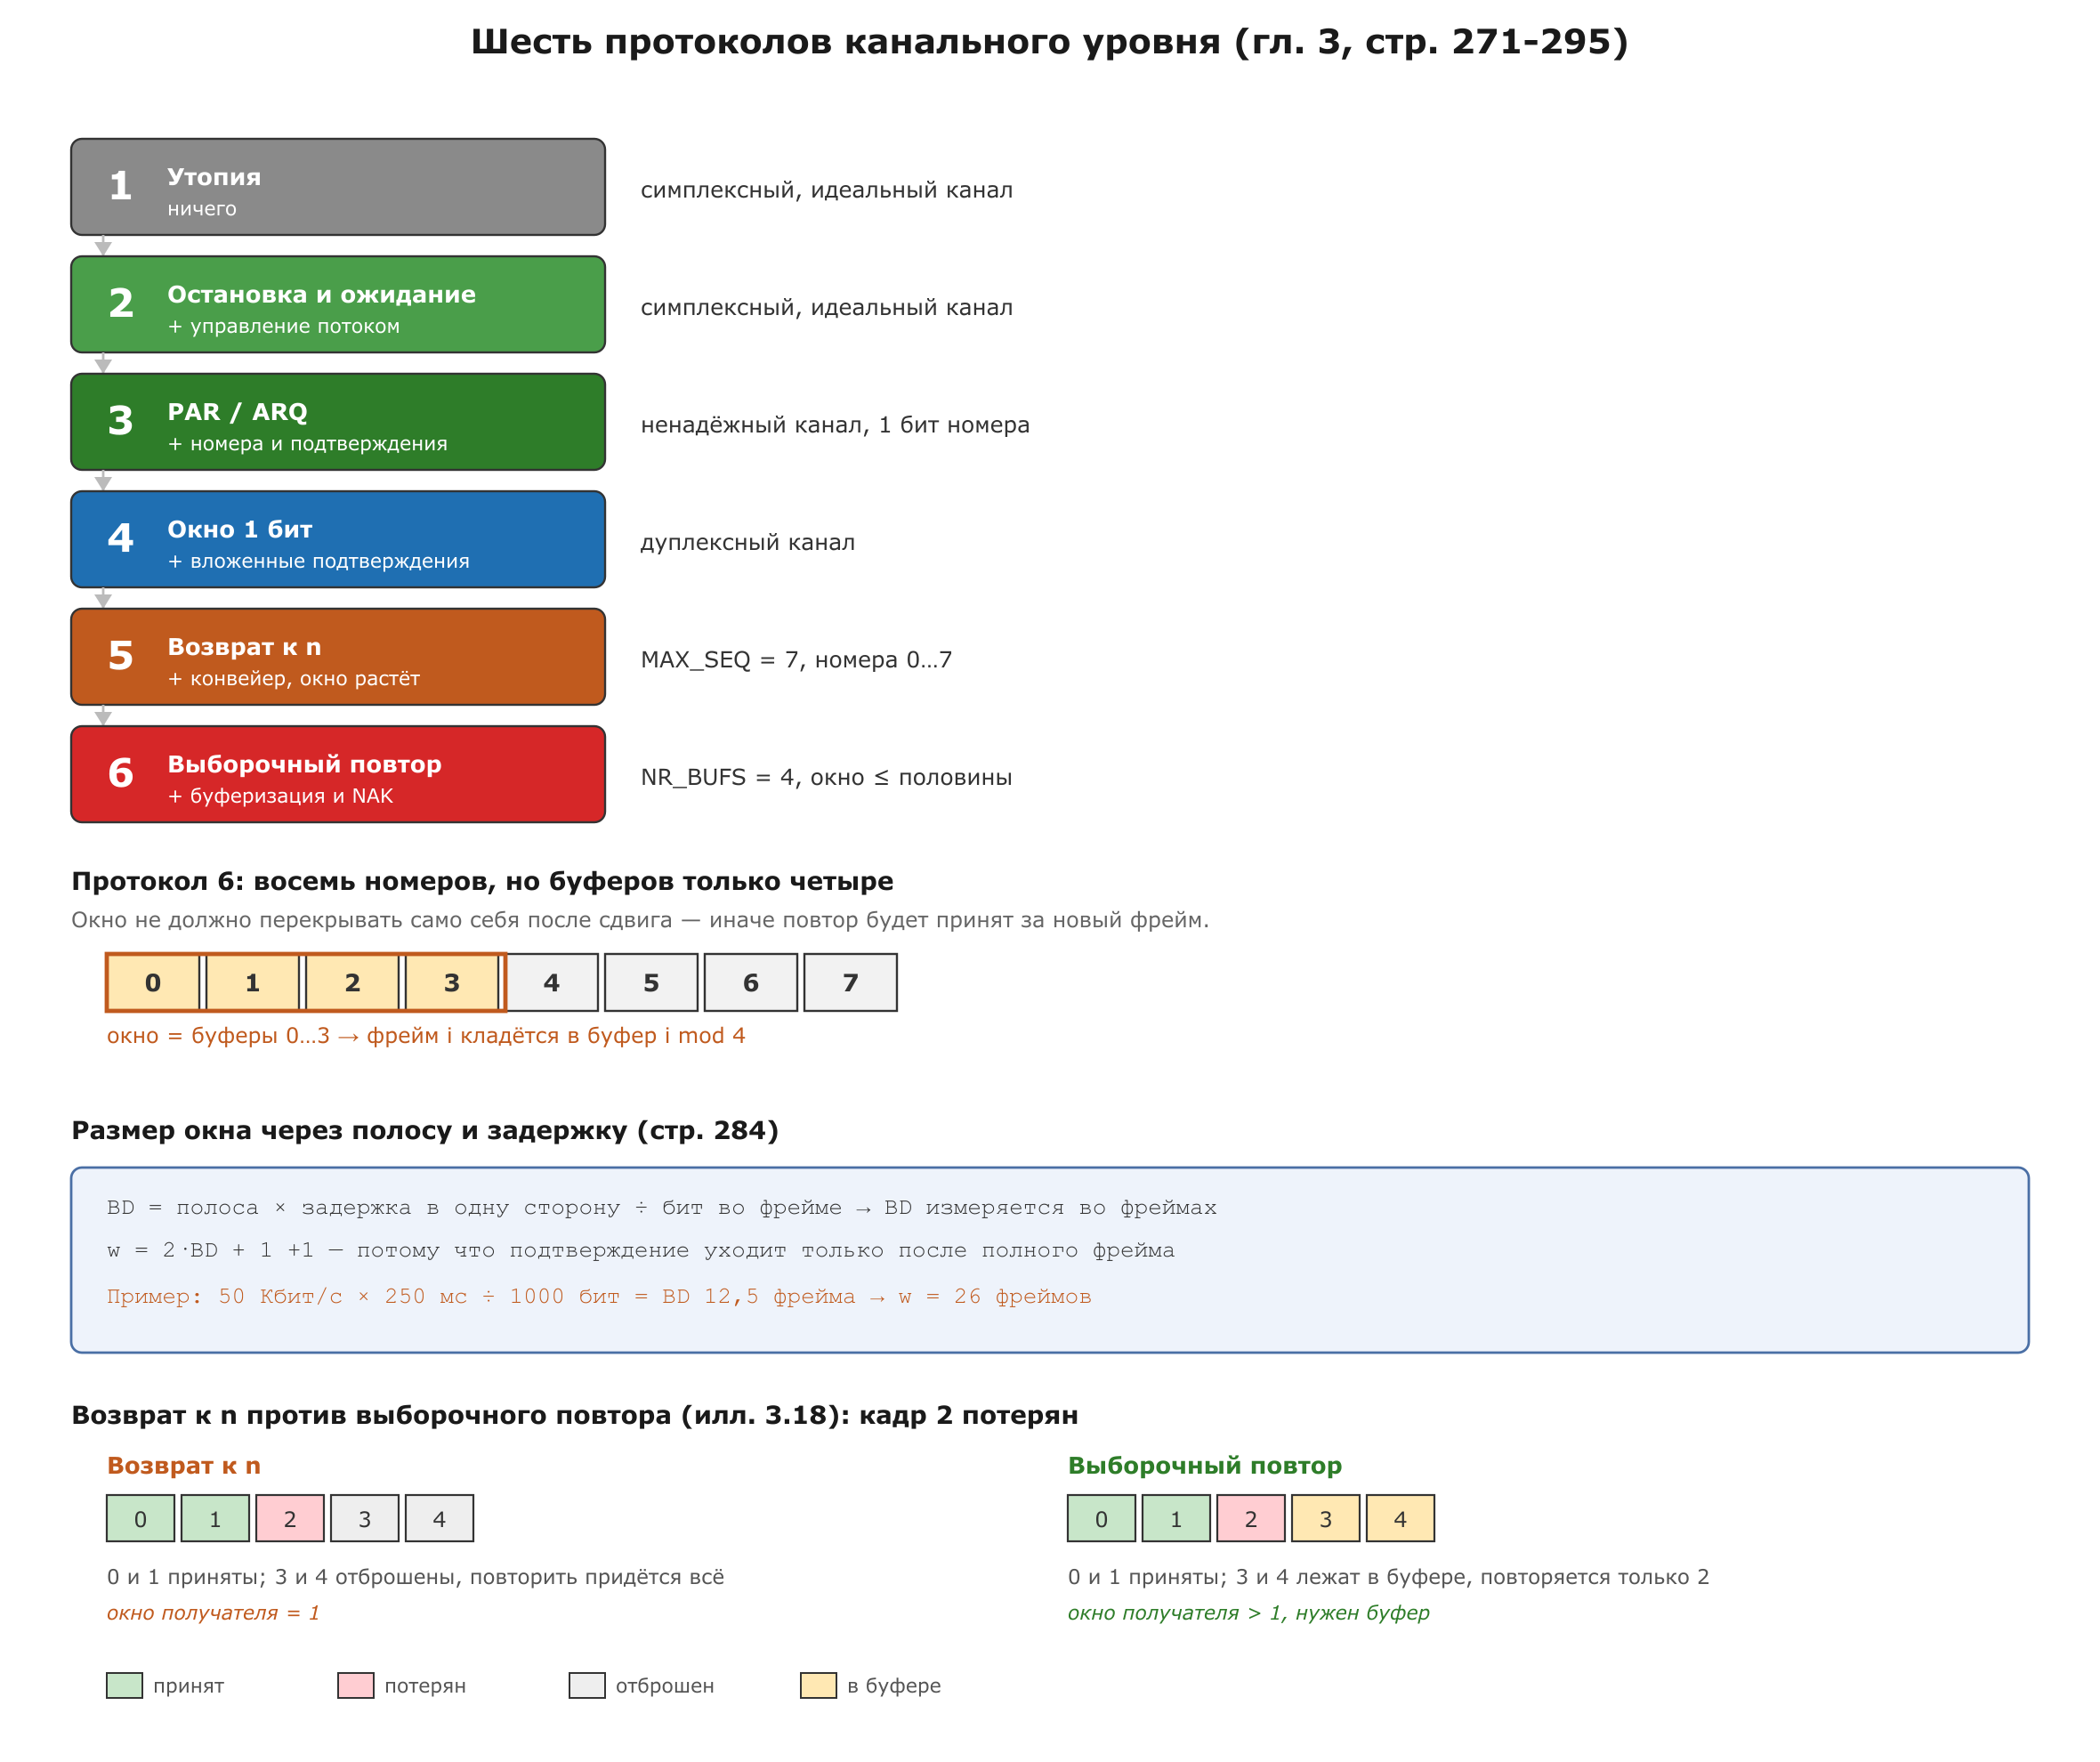 Шесть протоколов канального уровня (гл. 3, стр. 271-295)
1
Утопия
ничего
симплексный, идеальный канал
2
Остановка и ожидание
+ управление потоком
симплексный, идеальный канал
3
PAR / ARQ
+ номера и подтверждения
ненадёжный канал, 1 бит номера
4
Окно 1 бит
+ вложенные подтверждения
дуплексный канал
5
Возврат к n
+ конвейер, окно растёт
MAX_SEQ = 7, номера 0…7
6
Выборочный повтор
+ буферизация и NAK
NR_BUFS = 4, окно ≤ половины
Протокол 6: восемь номеров, но буферов только четыре
Окно не должно перекрывать само себя после сдвига — иначе повтор будет принят за новый фрейм.
0 1 2 3 4 5 6 7
окно = буферы 0…3 → фрейм i кладётся в буфер i mod 4
Размер окна через полосу и задержку (стр. 284)
BD = полоса × задержка в одну сторону ÷ бит во фрейме → BD измеряется во фреймах
w = 2·BD + 1 +1 — потому что подтверждение уходит только после полного фрейма
Пример: 50 Кбит/с × 250 мс ÷ 1000 бит = BD 12,5 фрейма → w = 26 фреймов
Возврат к n против выборочного повтора (илл. 3.18): кадр 2 потерян
Возврат к n
0 1 2 3 4
0 и 1 приняты; 3 и 4 отброшены, повторить придётся всё
окно получателя = 1
Выборочный повтор
0 1 2 3 4
0 и 1 приняты; 3 и 4 лежат в буфере, повторяется только 2
окно получателя > 1, нужен буфер
принят
потерян
отброшен
в буфере